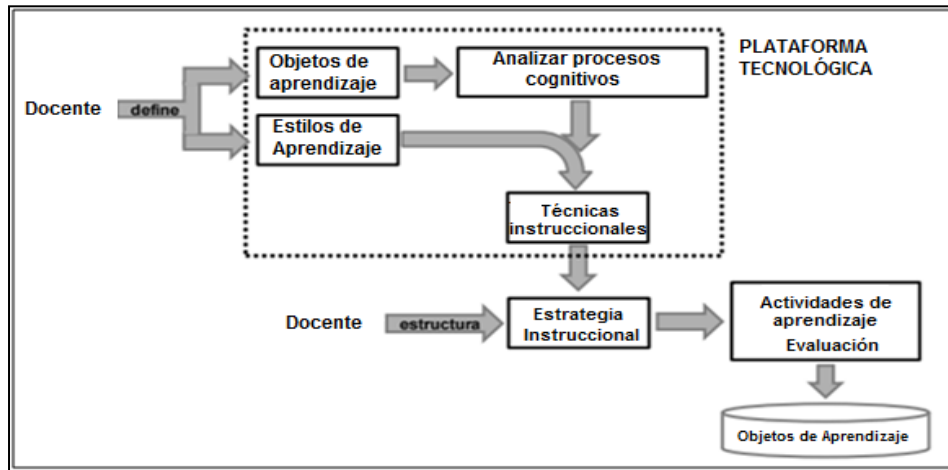 PLATAFORMA
TECNOLÓGICA
Objetos de
aprendizaje
Analizar procesos
cognitivos
Docente
define
Estilos de
Aprendizaje
Técnicas
instruccionales
Docente
estructura
Estrategia
Instruccional
Actividades de
aprendizaje
Evaluación
Objetos de Aprendizaje